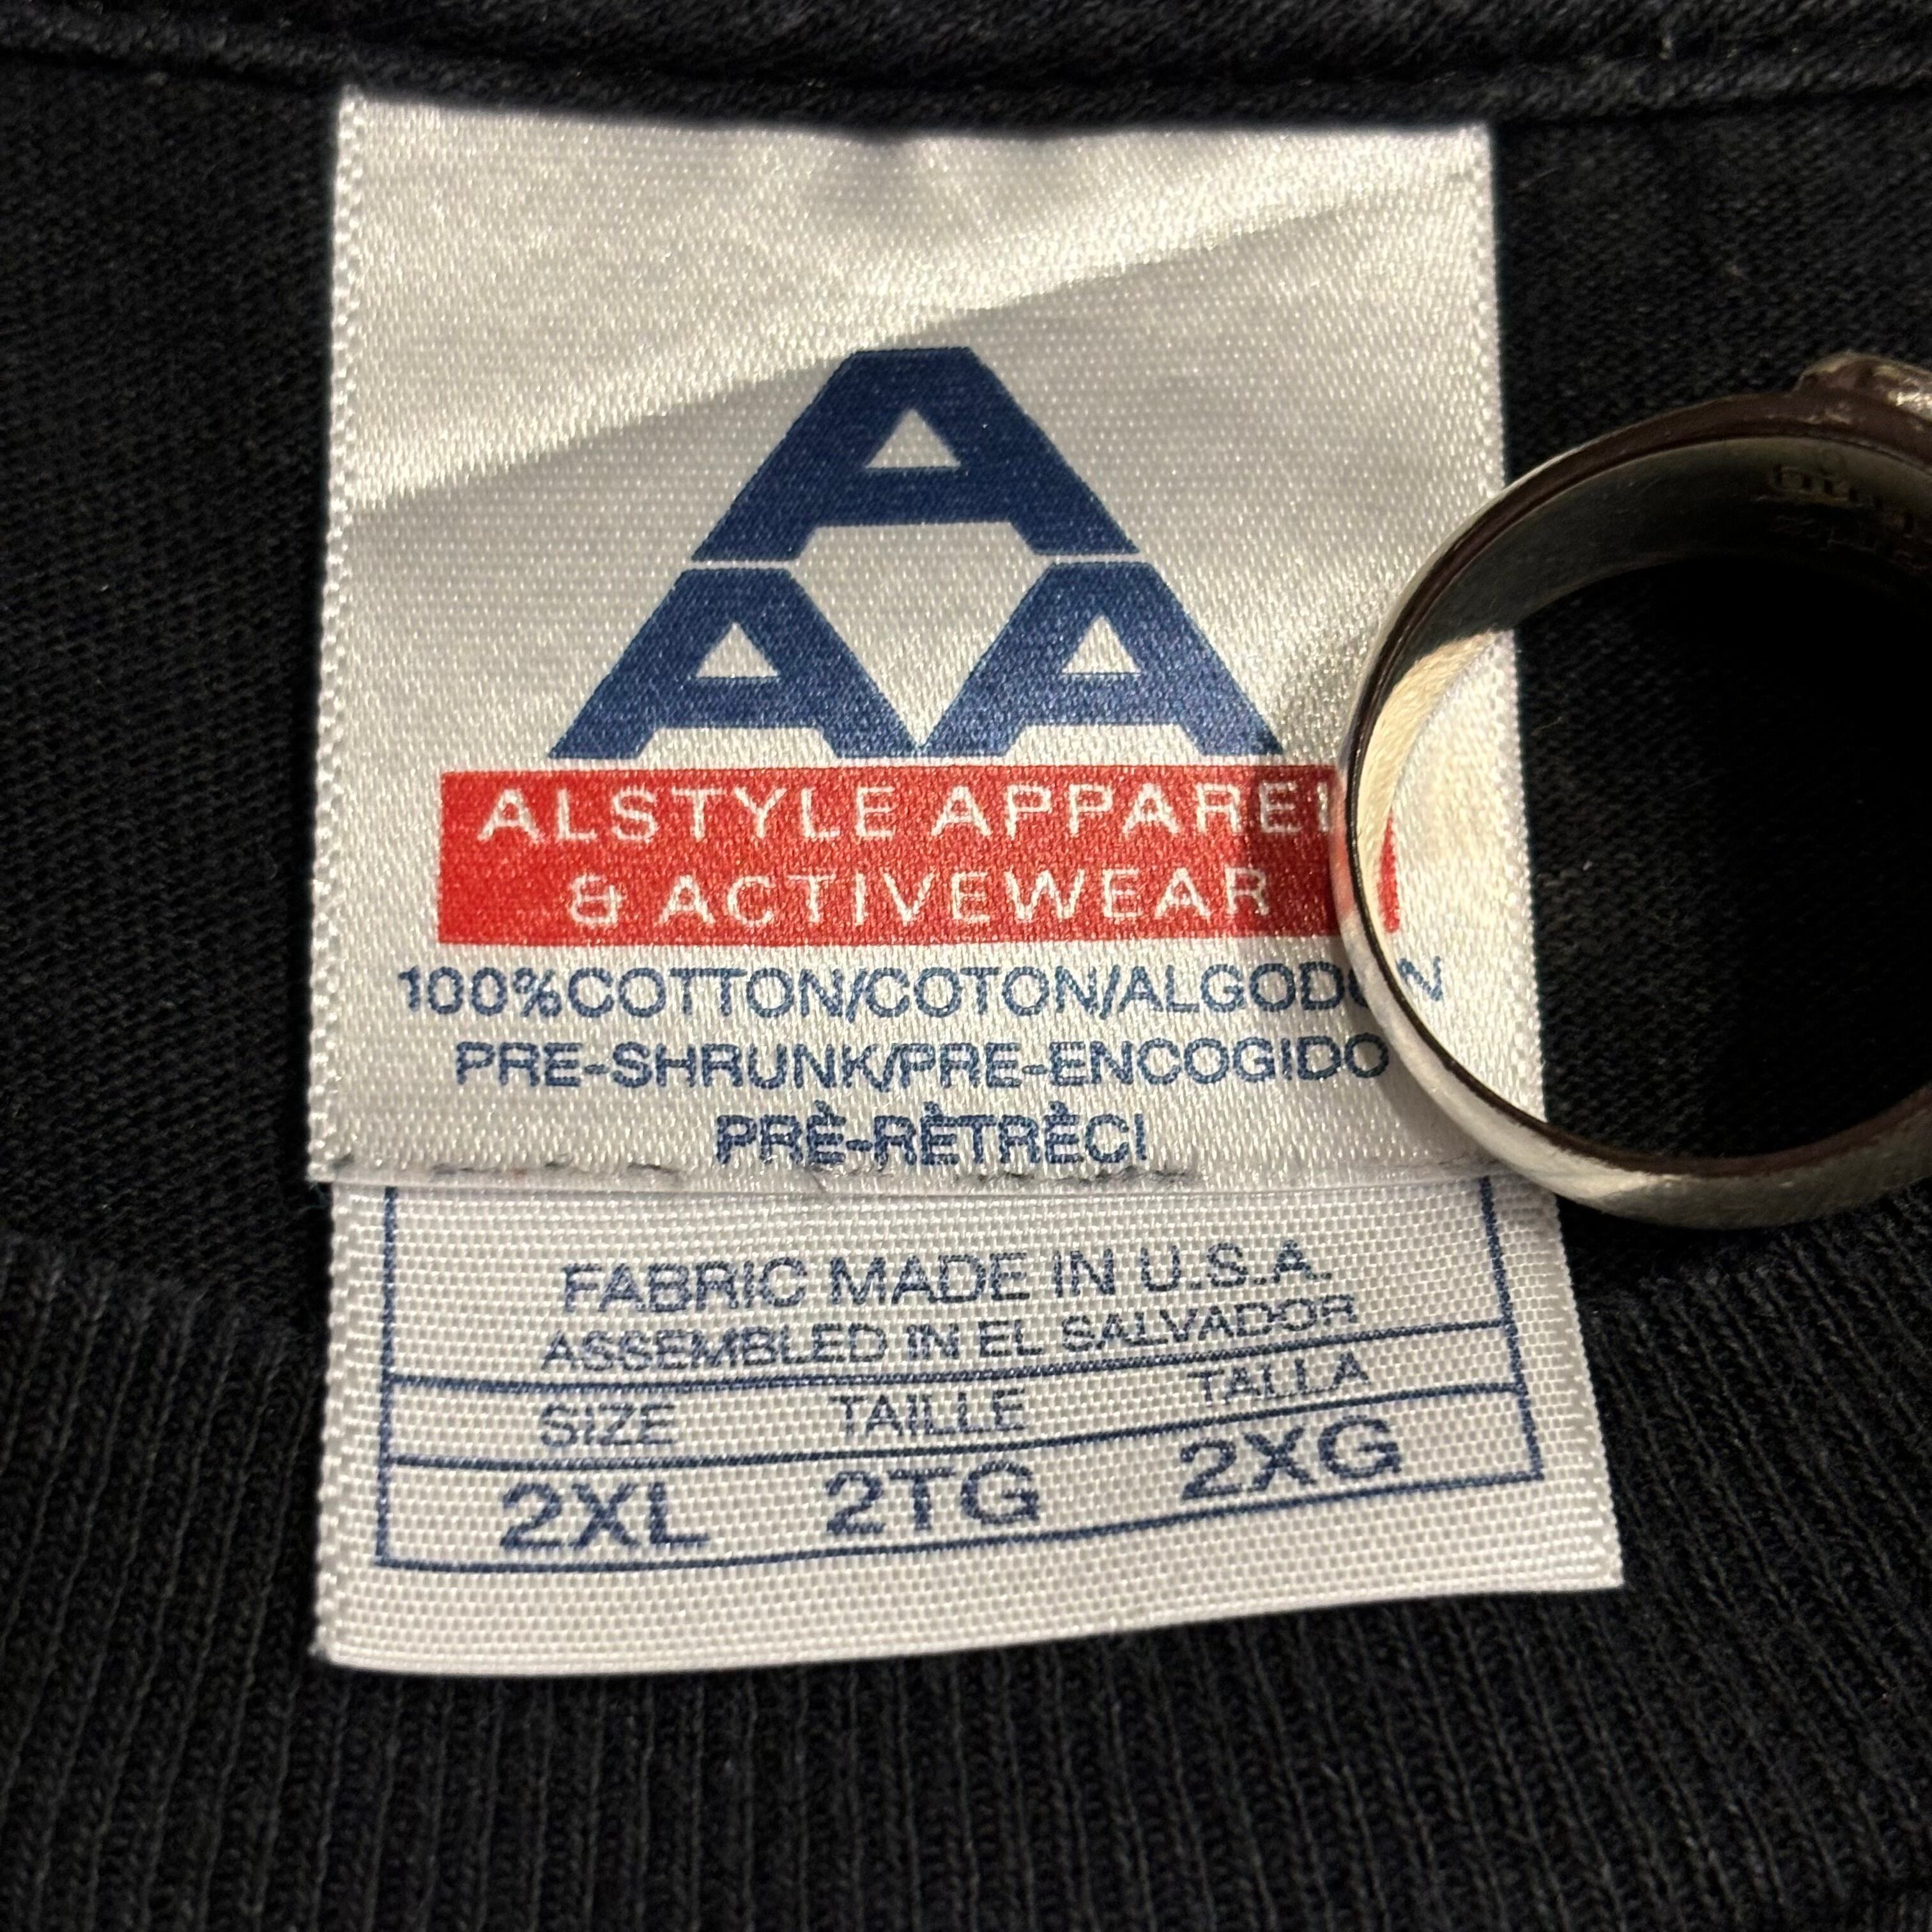 A
AA
ALSTYLE APPAREL
& ACTIVEWEAR
100%COTTON/COTON/ALGODON
PRE-SHRUNK/PRE-ENCOGIDO
PRÈ-RÈTRÈCI
FABRIC MADE IN U.S.A.
ASSEMBLED IN EL SALVADOR
SIZE TAILLE TALLA
2XL 2TG 2XG